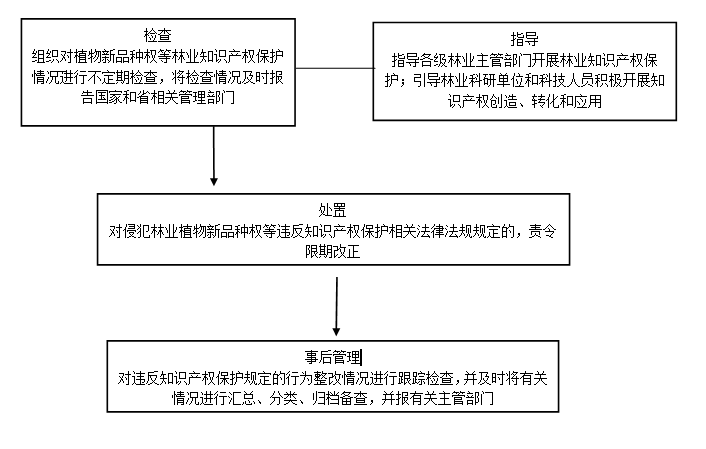 检查
组织对植物新品种权等林业知识产权保护
情况进行不定期检查，将检查情况及时报
告国家和省相关管理部门
指导
指导各级林业主管部门开展林业知识产权保
护；引导林业科研单位和科技人员积极开展知
识产权创造、转化和应用
处置
对侵犯林业植物新品种权等违反知识产权保护相关法律法规规定的，责令
限期改正
事后管理
对违反知识产权保护规定的行为整改情况进行跟踪检查，并及时将有关
情况进行汇总、分类、归档备查，并报有关主管部门